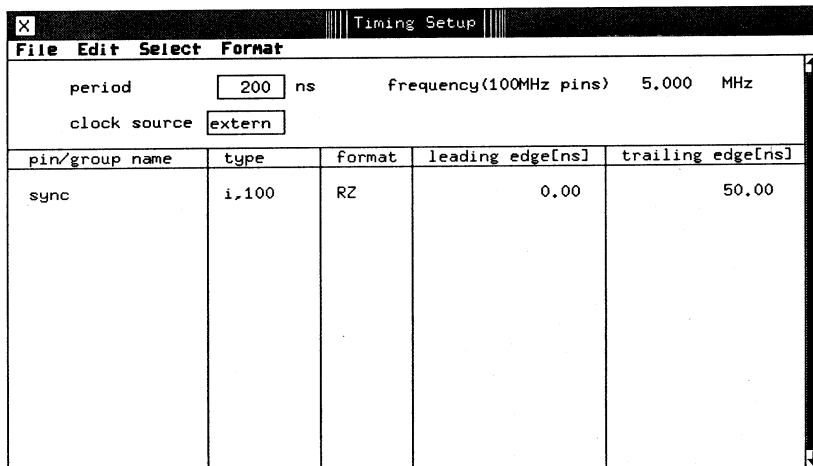 X Timing Setup
File Edit Select Format
period 200 ns frequency(100MHz pins) 5.000 MHz
clock source extern
pin/group name type format leading edge[ns] trailing edge[ns]
sync i,100 RZ 0.00 50.00